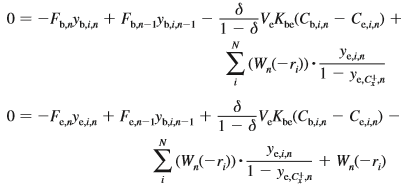 0 = −F_{b,n}y_{b,i,n} + F_{b,n−1}y_{b,i,n−1} − \frac{δ}{1 − δ}V_eK_{be}(C_{b,i,n} − C_{e,i,n}) +
\sum_{i}^{N}(W_n(−r_i)) · \frac{y_{e,i,n}}{1 − y_{e,C_x^+,n}}
0 = −F_{e,n}y_{e,i,n} + F_{e,n−1}y_{b,i,n−1} + \frac{δ}{1 − δ}V_eK_{be}(C_{b,i,n} − C_{e,i,n}) −
\sum_{i}^{N}(W_n(−r_i)) · \frac{y_{e,i,n}}{1 − y_{e,C_x^+,n}} + W_n(−r_i)